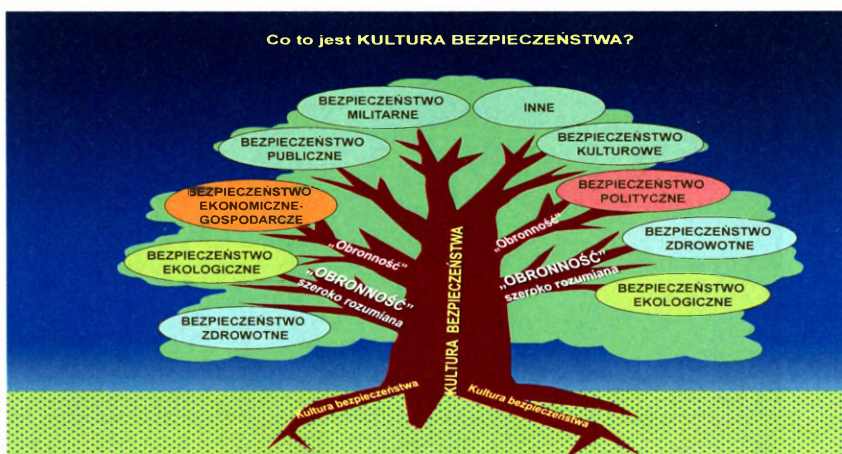 Co to jest KULTURA BEZPIECZEŃSTWA?
BEZPIECZEŃSTWO
MILITARNE
INNE
BEZPIECZEŃSTWO
PUBLICZNE
BEZPIECZEŃSTWO
KULTUROWE
BEZPIECZEŃSTWO
EKONOMICZNE-
GOSPODARCZE
BEZPIECZEŃSTWO
POLITYCZNE
„Obronność"
„Obronność"
BEZPIECZEŃSTWO
ZDROWOTNE
BEZPIECZEŃSTWO
EKOLOGICZNE
„OBRONNOŚĆ"
szeroko rozumiana
„OBRONNOŚĆ"
szeroko rozumiana
BEZPIECZEŃSTWO
EKOLOGICZNE
BEZPIECZEŃSTWO
ZDROWOTNE
KULTURA BEZPIECZEŃSTWA
Kultura bezpieczeństwa
Kultura bezpieczeństwa